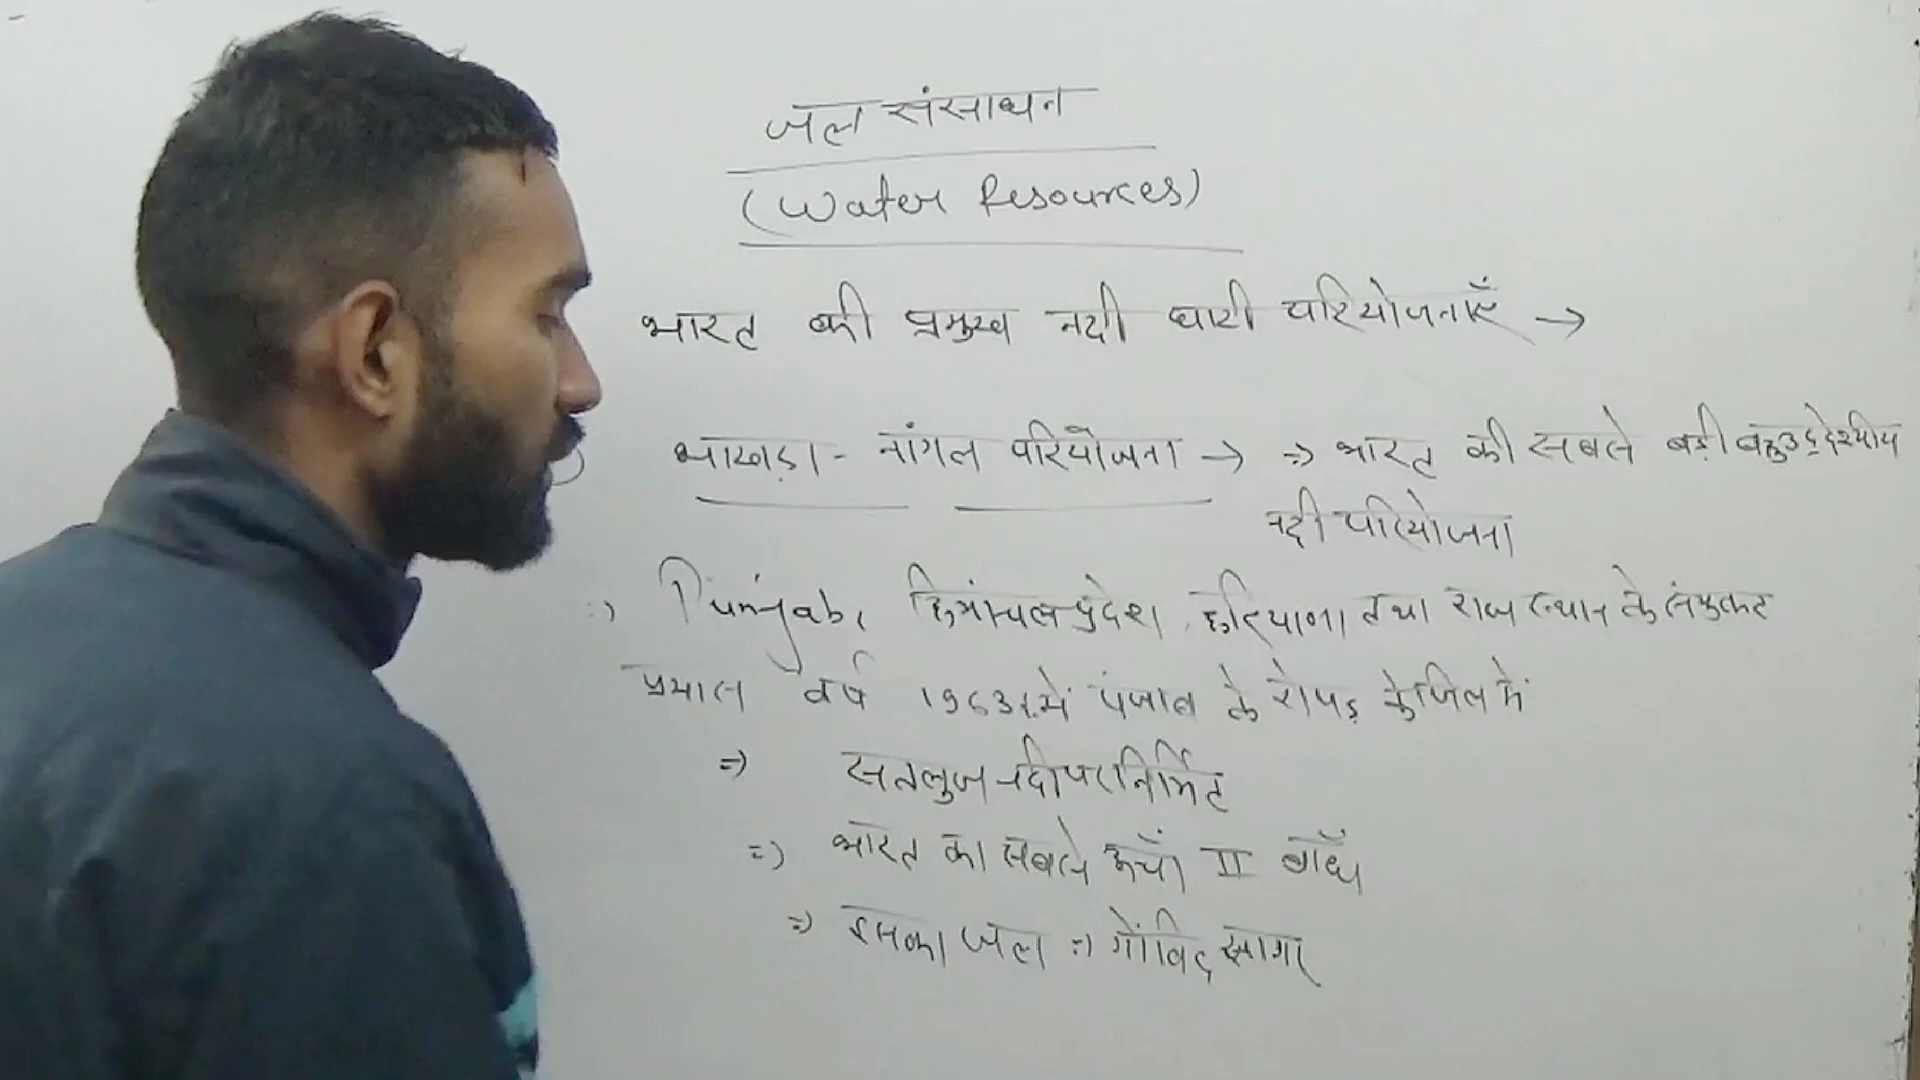 जल संसाधन
(Water Resources)
भारत की प्रमुख नदी घाटी परियोजनाएँ →
भाखड़ा - नांगल परियोजना → ⇒ भारत की सबसे बड़ी बहुउद्देश्यीय
नदी परियोजना
⇒ Punjab, हिमांचल प्रदेश, हरियाणा तथा राजस्थान के संयुक्त
प्रयास वर्ष 1963 ई. में पंजाब के रोपड़ के जिले में
⇒ सतलुज नदी पर निर्मित
⇒ भारत का सबसे ऊचाँ II बाँध
⇒ इसका जल ⇒ गोंविद सागर